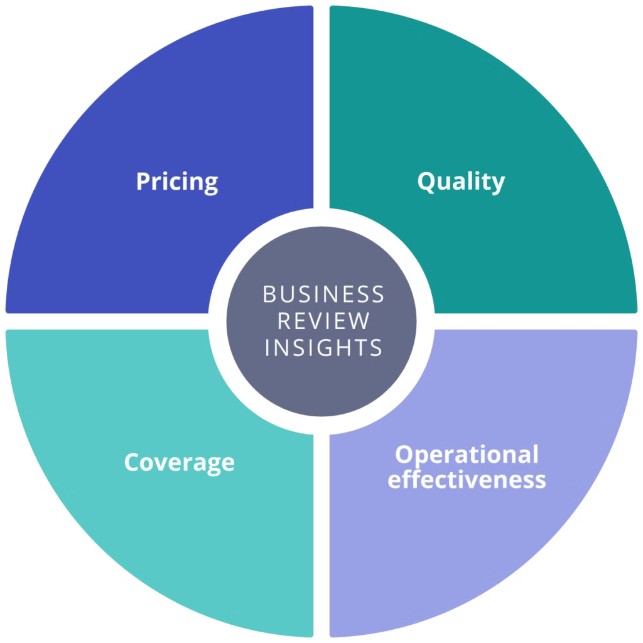 Pricing
Quality
BUSINESS
REVIEW
INSIGHTS
Coverage
Operational
effectiveness